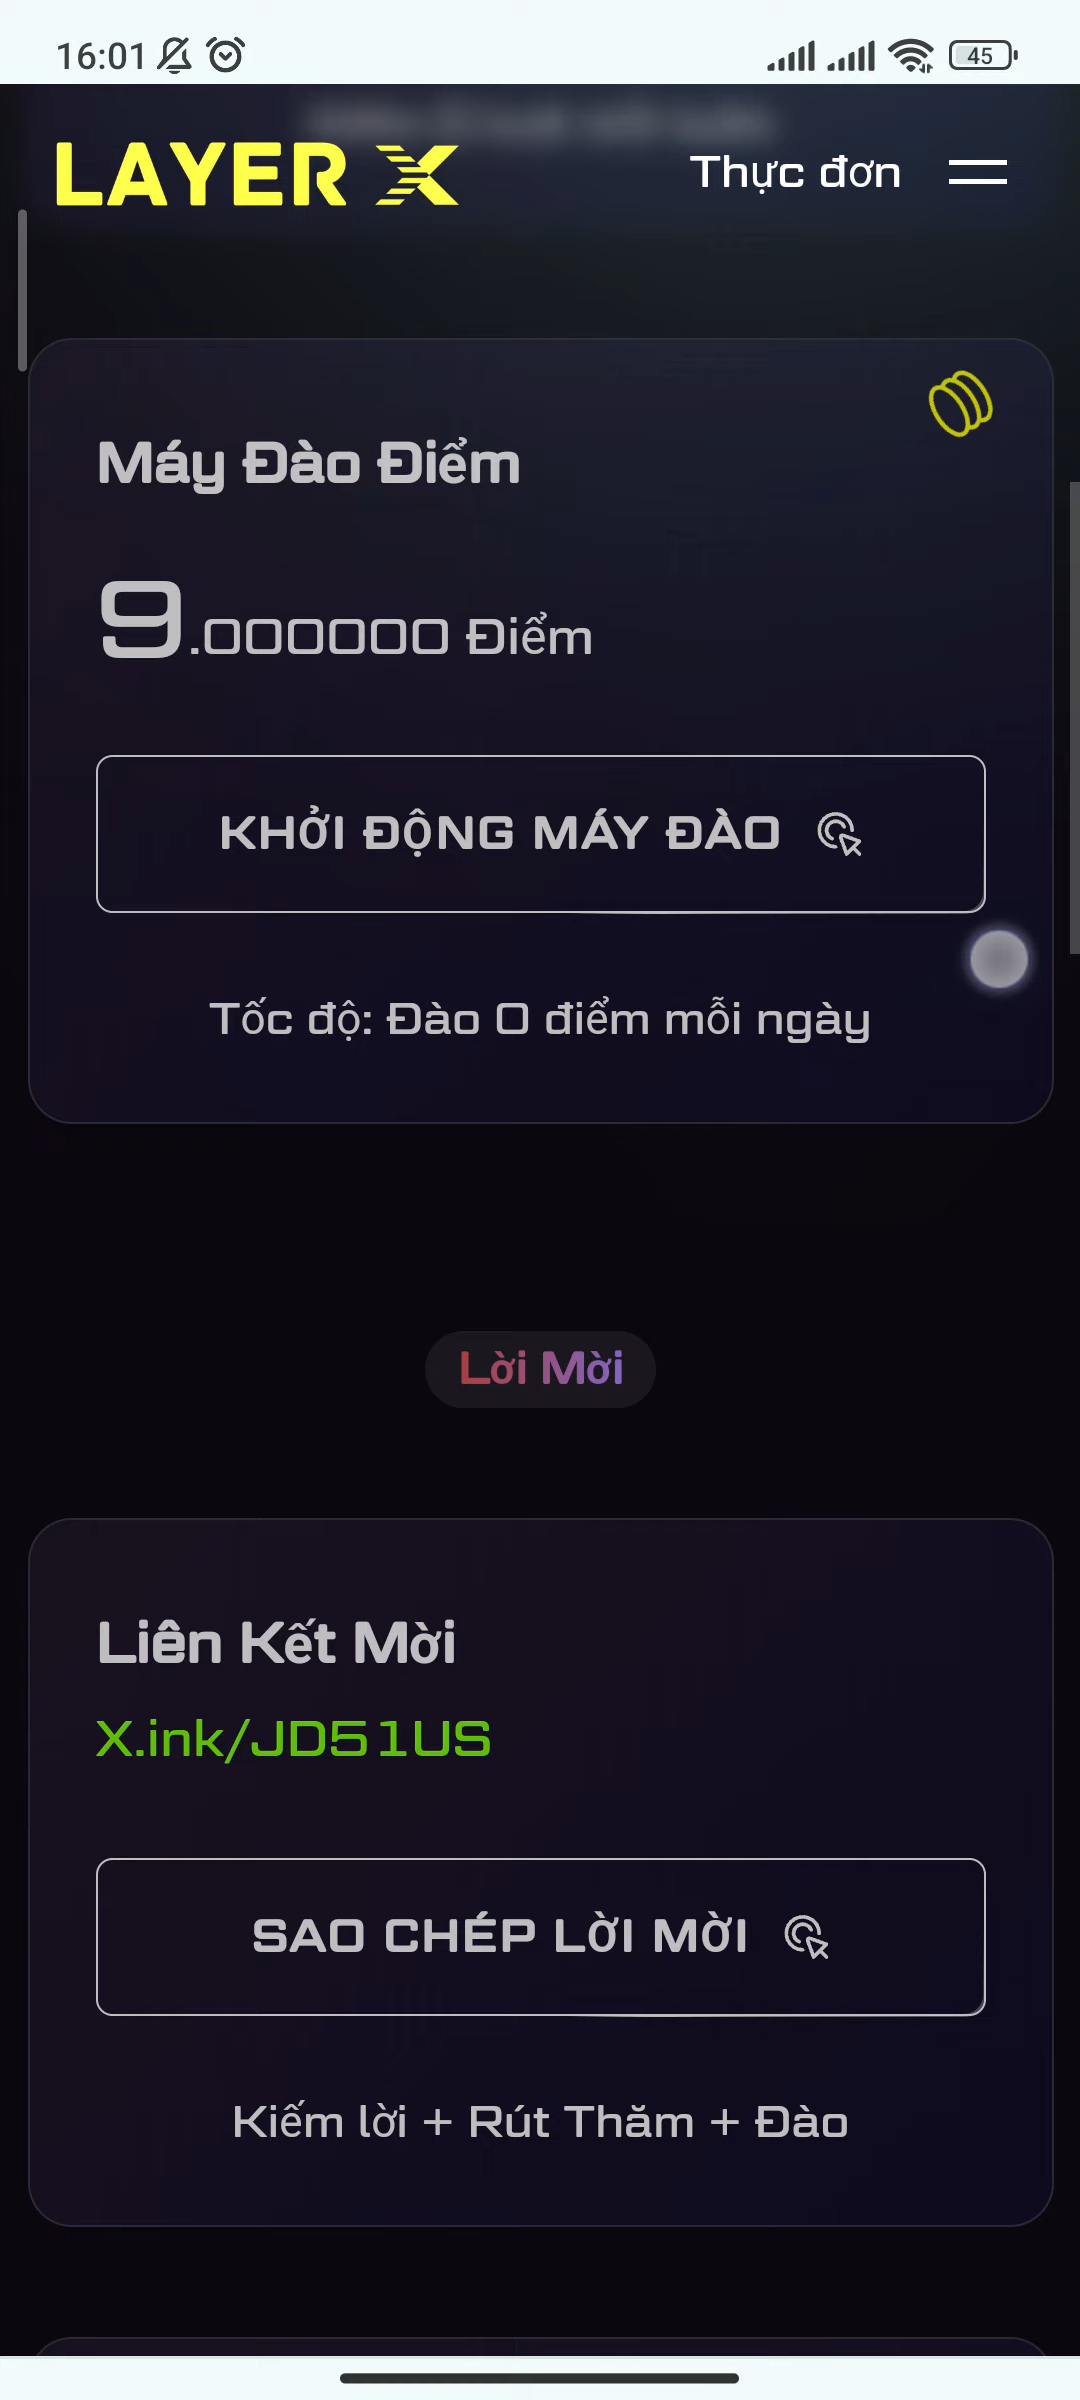 16:01
45
LAYER X
Thực đơn
Máy Đào Điểm
9.000000 Điểm
KHỞI ĐỘNG MÁY ĐÀO
Tốc độ: Đào 0 điểm mỗi ngày
Lời Mời
Liên Kết Mời
X.ink/JD51US
SAO CHÉP LỜI MỜI
Kiếm lời + Rút Thăm + Đào